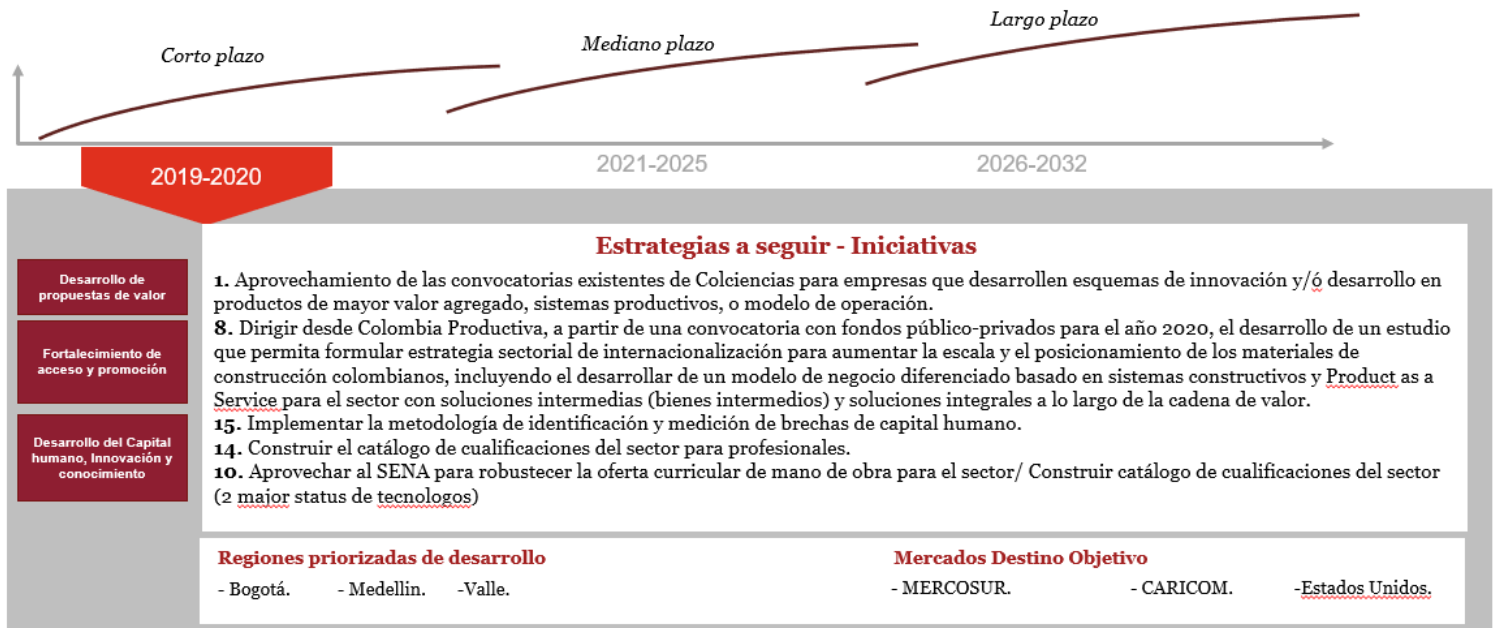 Corto plazo
Mediano plazo
Largo plazo
2019-2020
2021-2025
2026-2032
Estrategias a seguir - Iniciativas
Desarrollo de
propuestas de valor
Fortalecimiento de
acceso y promoción
Desarrollo del Capital
humano, Innovación y
conocimiento
1. Aprovechamiento de las convocatorias existentes de Colciencias para empresas que desarrollen esquemas de innovación y/ó desarrollo en
productos de mayor valor agregado, sistemas productivos, o modelo de operación.
8. Dirigir desde Colombia Productiva, a partir de una convocatoria con fondos público-privados para el año 2020, el desarrollo de un estudio
que permita formular estrategia sectorial de internacionalización para aumentar la escala y el posicionamiento de los materiales de
construcción colombianos, incluyendo el desarrollar de un modelo de negocio diferenciado basado en sistemas constructivos y Product as a
Service para el sector con soluciones intermedias (bienes intermedios) y soluciones integrales a lo largo de la cadena de valor.
15. Implementar la metodología de identificación y medición de brechas de capital humano.
14. Construir el catálogo de cualificaciones del sector para profesionales.
10. Aprovechar al SENA para robustecer la oferta curricular de mano de obra para el sector/ Construir catálogo de cualificaciones del sector
(2 major status de tecnologos)
Regiones priorizadas de desarrollo
- Bogotá. - Medellin. -Valle.
Mercados Destino Objetivo
- MERCOSUR. - CARICOM. -Estados Unidos.